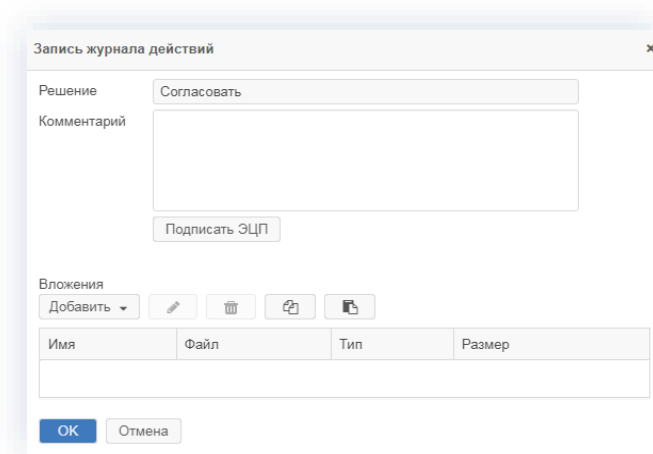 Запись журнала действий
Решение Согласовать
Комментарий
Подписать ЭЦП
Вложения
Добавить
Имя Файл Тип Размер
OK Отмена